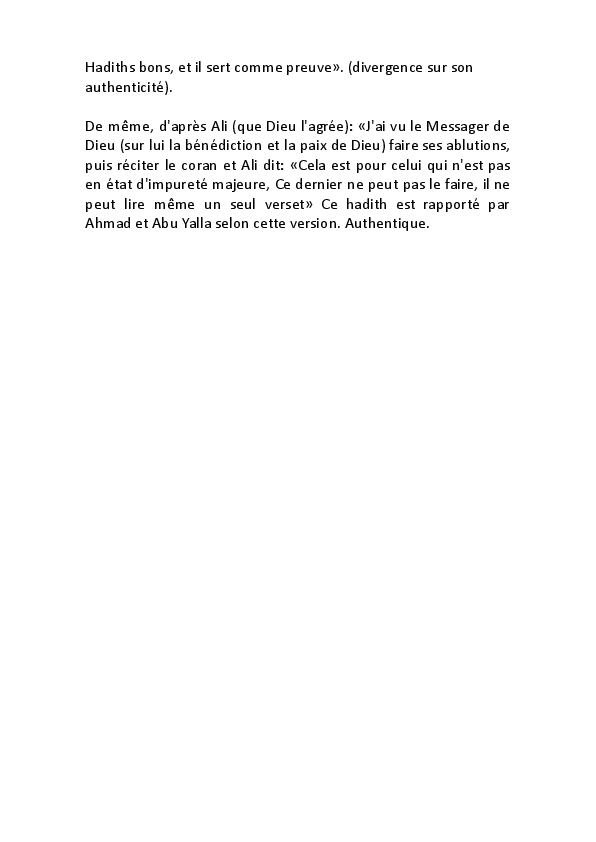 Hadiths bons, et il sert comme preuve». (divergence sur son
authenticité).
De même, d'après Ali (que Dieu l'agrée): «J'ai vu le Messager de
Dieu (sur lui la bénédiction et la paix de Dieu) faire ses ablutions,
puis réciter le coran et Ali dit: «Cela est pour celui qui n'est pas
en état d'impureté majeure, Ce dernier ne peut pas le faire, il ne
peut lire même un seul verset» Ce hadith est rapporté par
Ahmad et Abu Yalla selon cette version. Authentique.